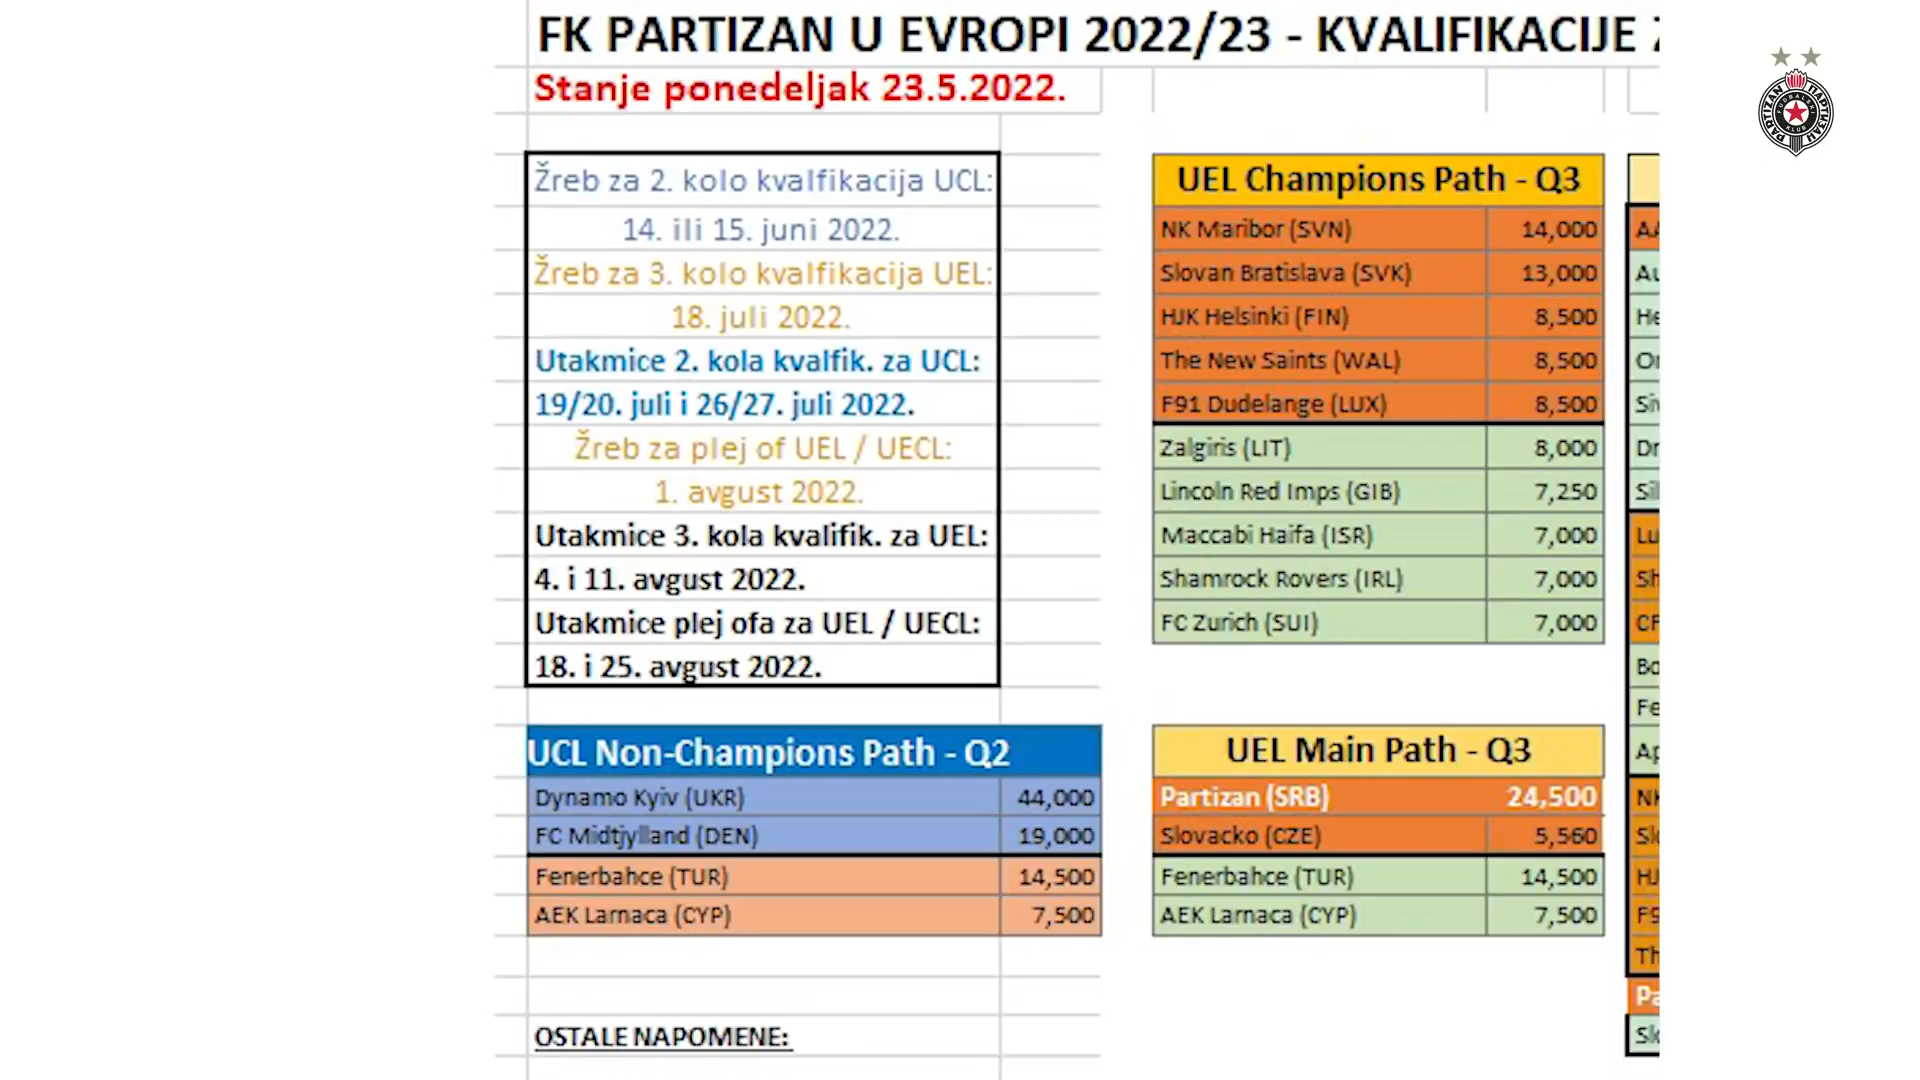 FK PARTIZAN U EVROPI 2022/23 - KVALIFIKACIJE
Stanje ponedeljak 23.5.2022.
Žreb za 2. kolo kvalfikacija UCL:
14. ili 15. juni 2022.
Žreb za 3. kolo kvalfikacija UEL:
18. juli 2022.
Utakmice 2. kola kvalfik. za UCL:
19/20. juli i 26/27. juli 2022.
Žreb za plej of UEL / UECL:
1. avgust 2022.
Utakmice 3. kola kvalifik. za UEL:
4. i 11. avgust 2022.
Utakmice plej ofa za UEL / UECL:
18. i 25. avgust 2022.
UEL Champions Path - Q3
NK Maribor (SVN) 14,000
Slovan Bratislava (SVK) 13,000
HJK Helsinki (FIN) 8,500
The New Saints (WAL) 8,500
F91 Dudelange (LUX) 8,500
Zalgiris (LIT) 8,000
Lincoln Red Imps (GIB) 7,250
Maccabi Haifa (ISR) 7,000
Shamrock Rovers (IRL) 7,000
FC Zurich (SUI) 7,000
UCL Non-Champions Path - Q2
Dynamo Kyiv (UKR) 44,000
FC Midtjylland (DEN) 19,000
Fenerbahce (TUR) 14,500
AEK Larnaca (CYP) 7,500
UEL Main Path - Q3
Partizan (SRB) 24,500
Slovacko (CZE) 5,560
Fenerbahce (TUR) 14,500
AEK Larnaca (CYP) 7,500
OSTALE NAPOMENE:
PARTIZAN ПАРТИЗАН
FUDBALSKI
KLUB